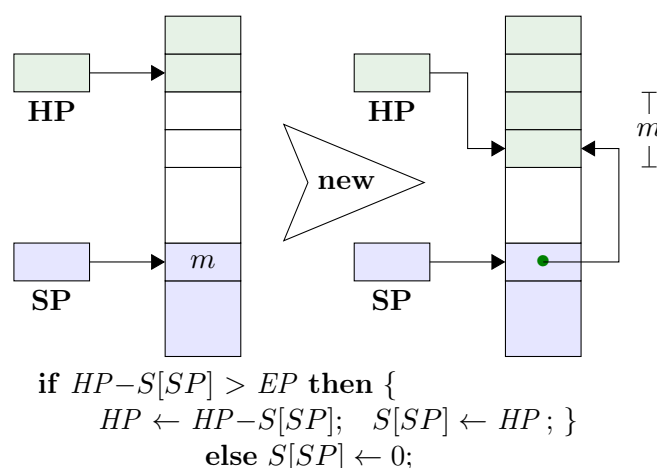 HP
HP
m
new
SP
m
SP
if HP−S[SP] > EP then {
HP ← HP−S[SP]; S[SP] ← HP ; }
else S[SP] ← 0;